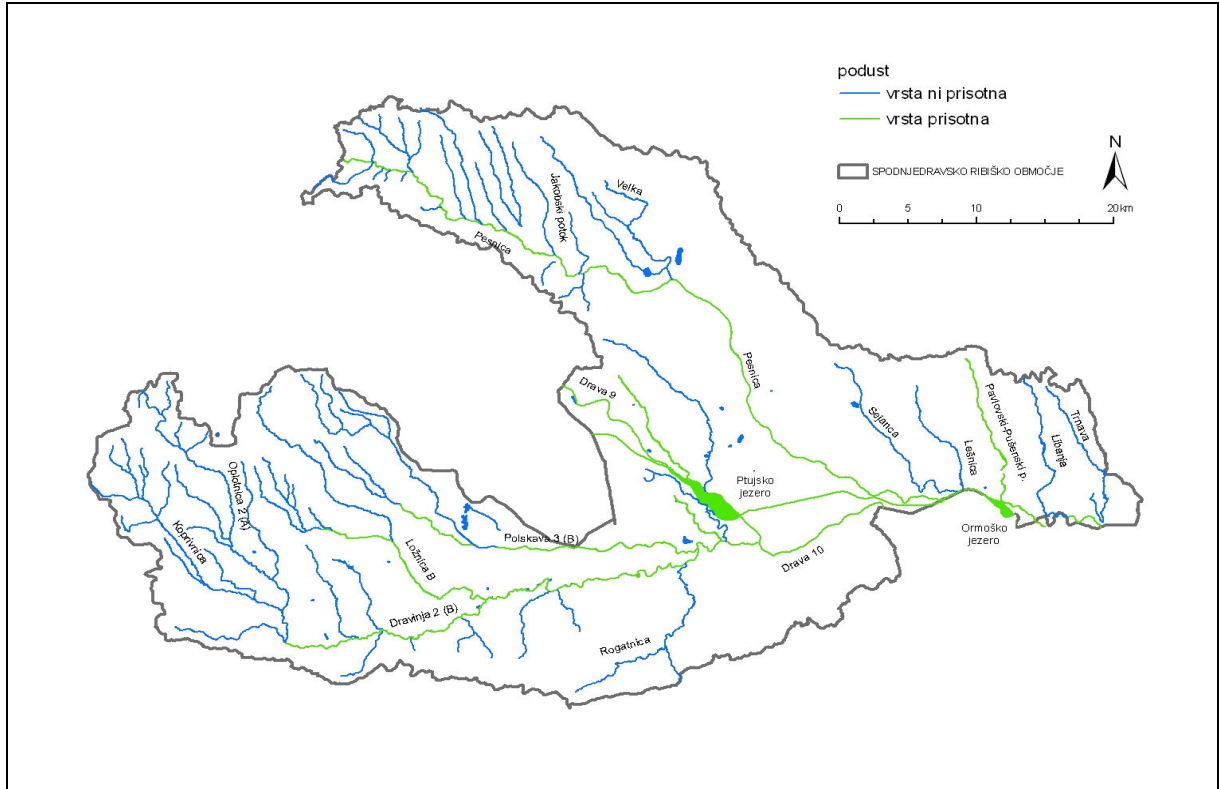 podust
vrsta ni prisotna
vrsta prisotna
N
SPODNJEDRAVSKO RIBIŠKO OBMOČJE
0 5 10 20 km
Velka
Jakobski potok
Pesnica
Pesnica
Drava 9
Sejanca
Lešnica
Pavlovski-Pušenski p.
Libanja
Trnava
Oplotnica 2 (A)
Koprivnica
Ptujsko
jezero
Ormoško
jezero
Polskava 3 (B)
Ložnica B
Drava 10
Dravinja 2 (B)
Rogatnica